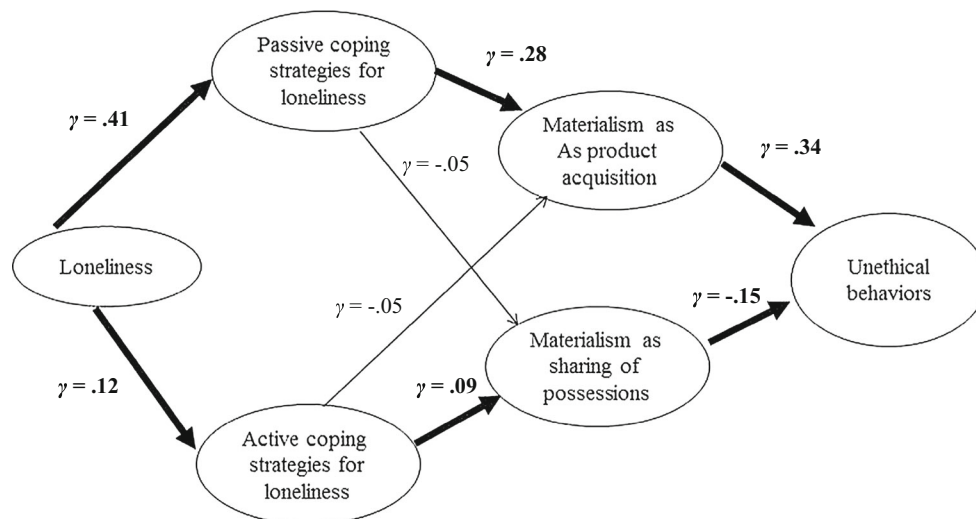 Passive coping
strategies for
loneliness
γ = .28
γ = .41
Materialism as
As product
acquisition
γ = .34
γ = -.05
Loneliness
Unethical
behaviors
γ = -.05
γ = -.15
Materialism as
sharing of
possessions
γ = .12
γ = .09
Active coping
strategies for
loneliness